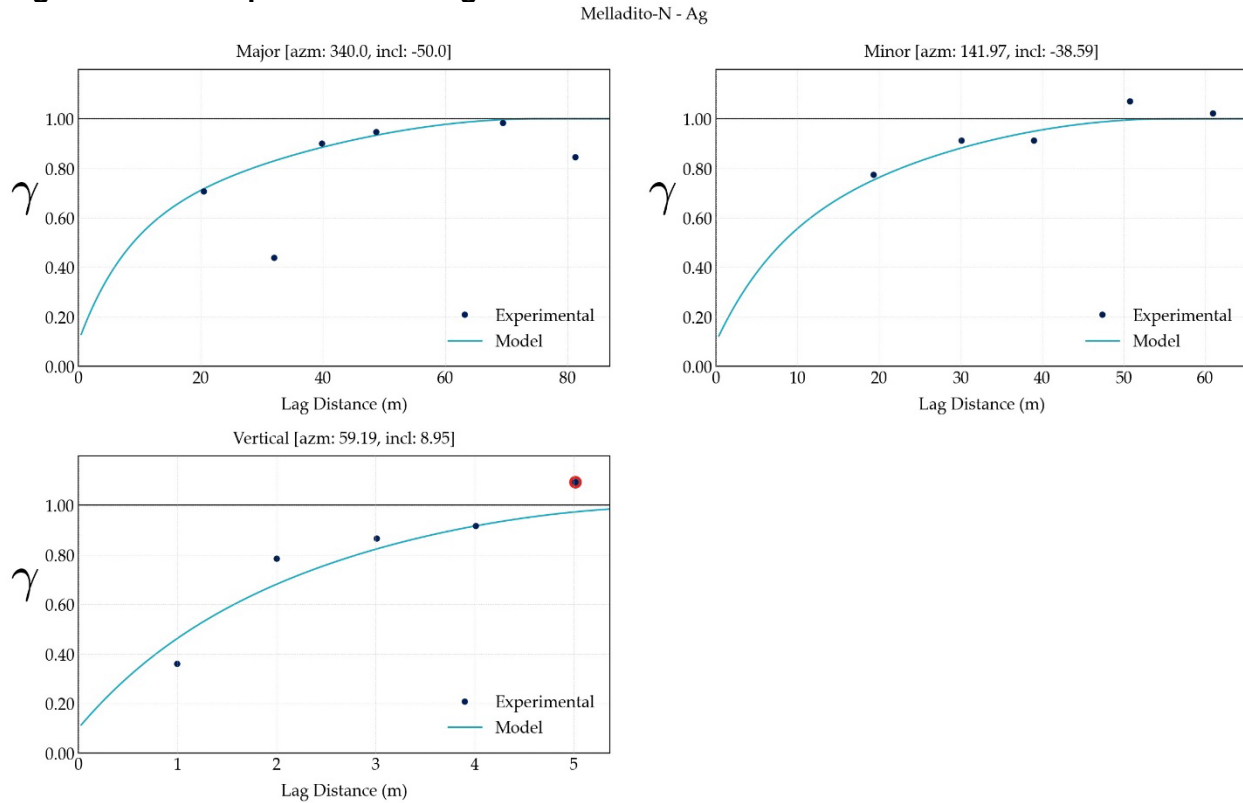 Melladito-N - Ag
Major [azm: 340.0, incl: -50.0]
γ
1.00
0.80
0.60
0.40
0.20
0.00
0 20 40 60 80
Lag Distance (m)
Experimental
Model
Minor [azm: 141.97, incl: -38.59]
γ
1.00
0.80
0.60
0.40
0.20
0.00
0 10 20 30 40 50 60
Lag Distance (m)
Experimental
Model
Vertical [azm: 59.19, incl: 8.95]
γ
1.00
0.80
0.60
0.40
0.20
0.00
0 1 2 3 4 5
Lag Distance (m)
Experimental
Model